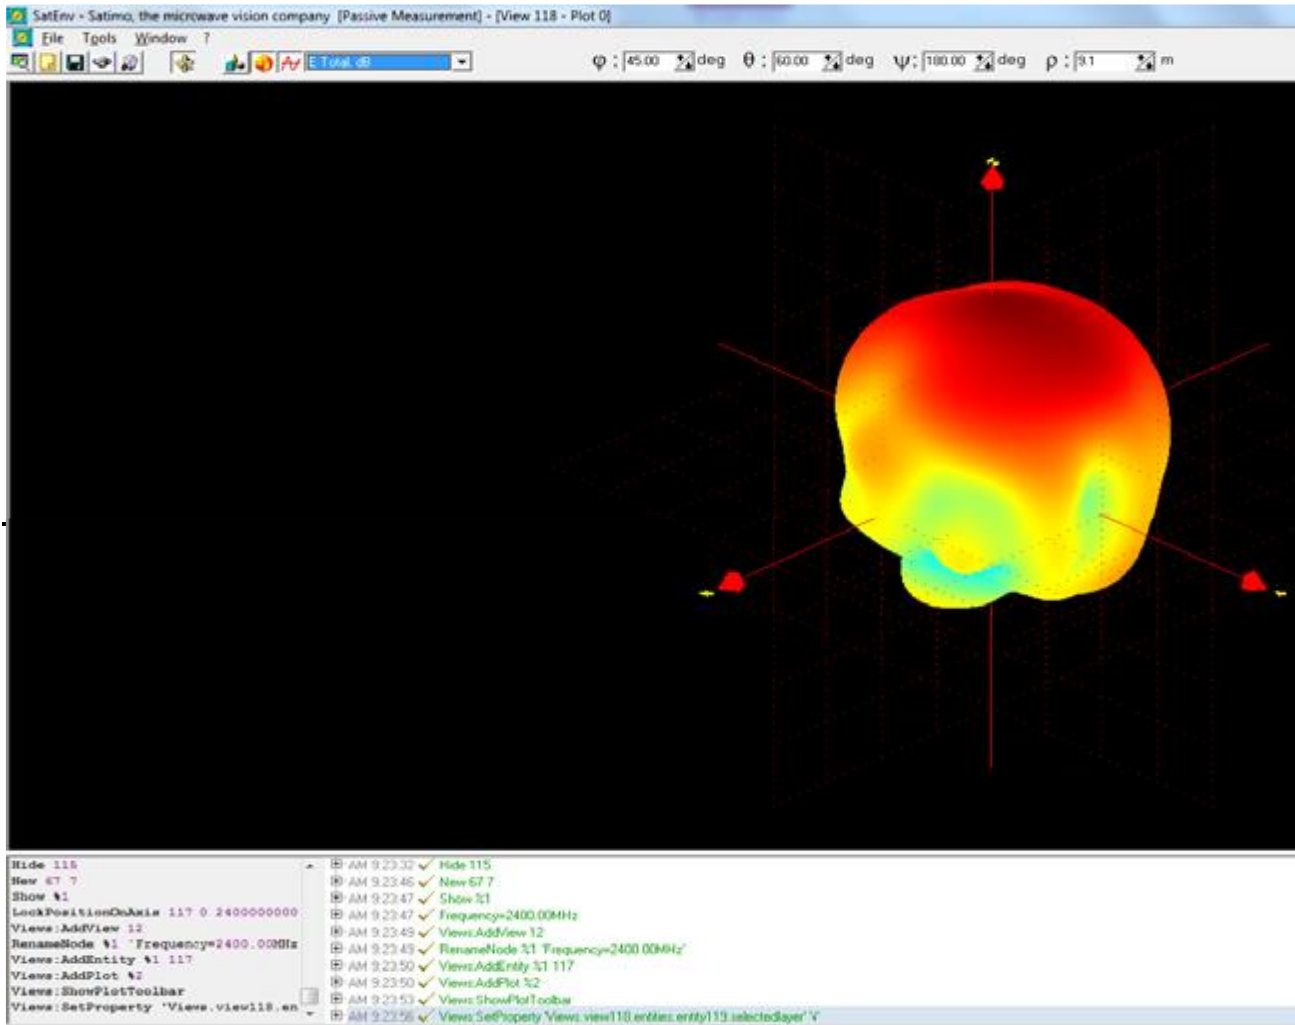 SatEnv - Satimo, the microwave vision company [Passive Measurement] - [View 118 - Plot 0]
File Tools Window ?
E Total, dB φ : 45.00 deg θ : 60.00 deg ψ : 180.00 deg ρ : 9.1 m
Hide 115
New 67 7
Show %1
LockPositionOnAxis 117 0 2400000000
Views:AddView 12
RenameNode %1 'Frequency=2400.00MHz
Views:AddEntity %1 117
Views:AddPlot %2
Views:ShowPlotToolbar
Views:SetProperty 'Views.view118.en
AM 9:23:32 Hide 115
AM 9:23:46 New 67 7
AM 9:23:47 Show %1
AM 9:23:47 Frequency=2400.00MHz
AM 9:23:49 Views:AddView 12
AM 9:23:49 RenameNode %1 'Frequency=2400.00MHz'
AM 9:23:50 Views:AddEntity %1 117
AM 9:23:50 Views:AddPlot %2
AM 9:23:53 Views:ShowPlotToolbar
AM 9:23:56 Views:SetProperty 'Views.view118.entities.entity119.selectedlayer'